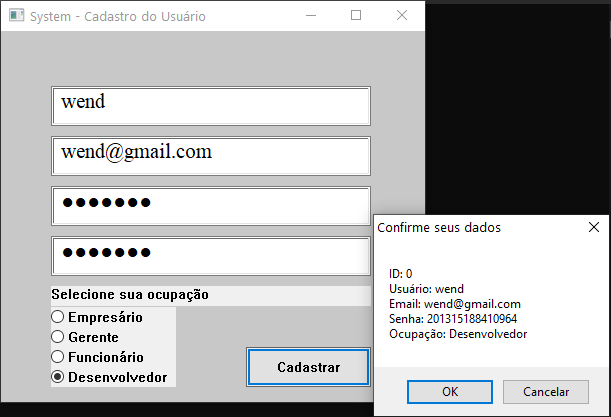 System - Cadastro do Usuário
wend
wend@gmail.com
●●●●●●●
●●●●●●●
Selecione sua ocupação
Empresário
Gerente
Funcionário
Desenvolvedor
Cadastrar
Confirme seus dados
ID: 0
Usuário: wend
Email: wend@gmail.com
Senha: 201315188410964
Ocupação: Desenvolvedor
OK
Cancelar